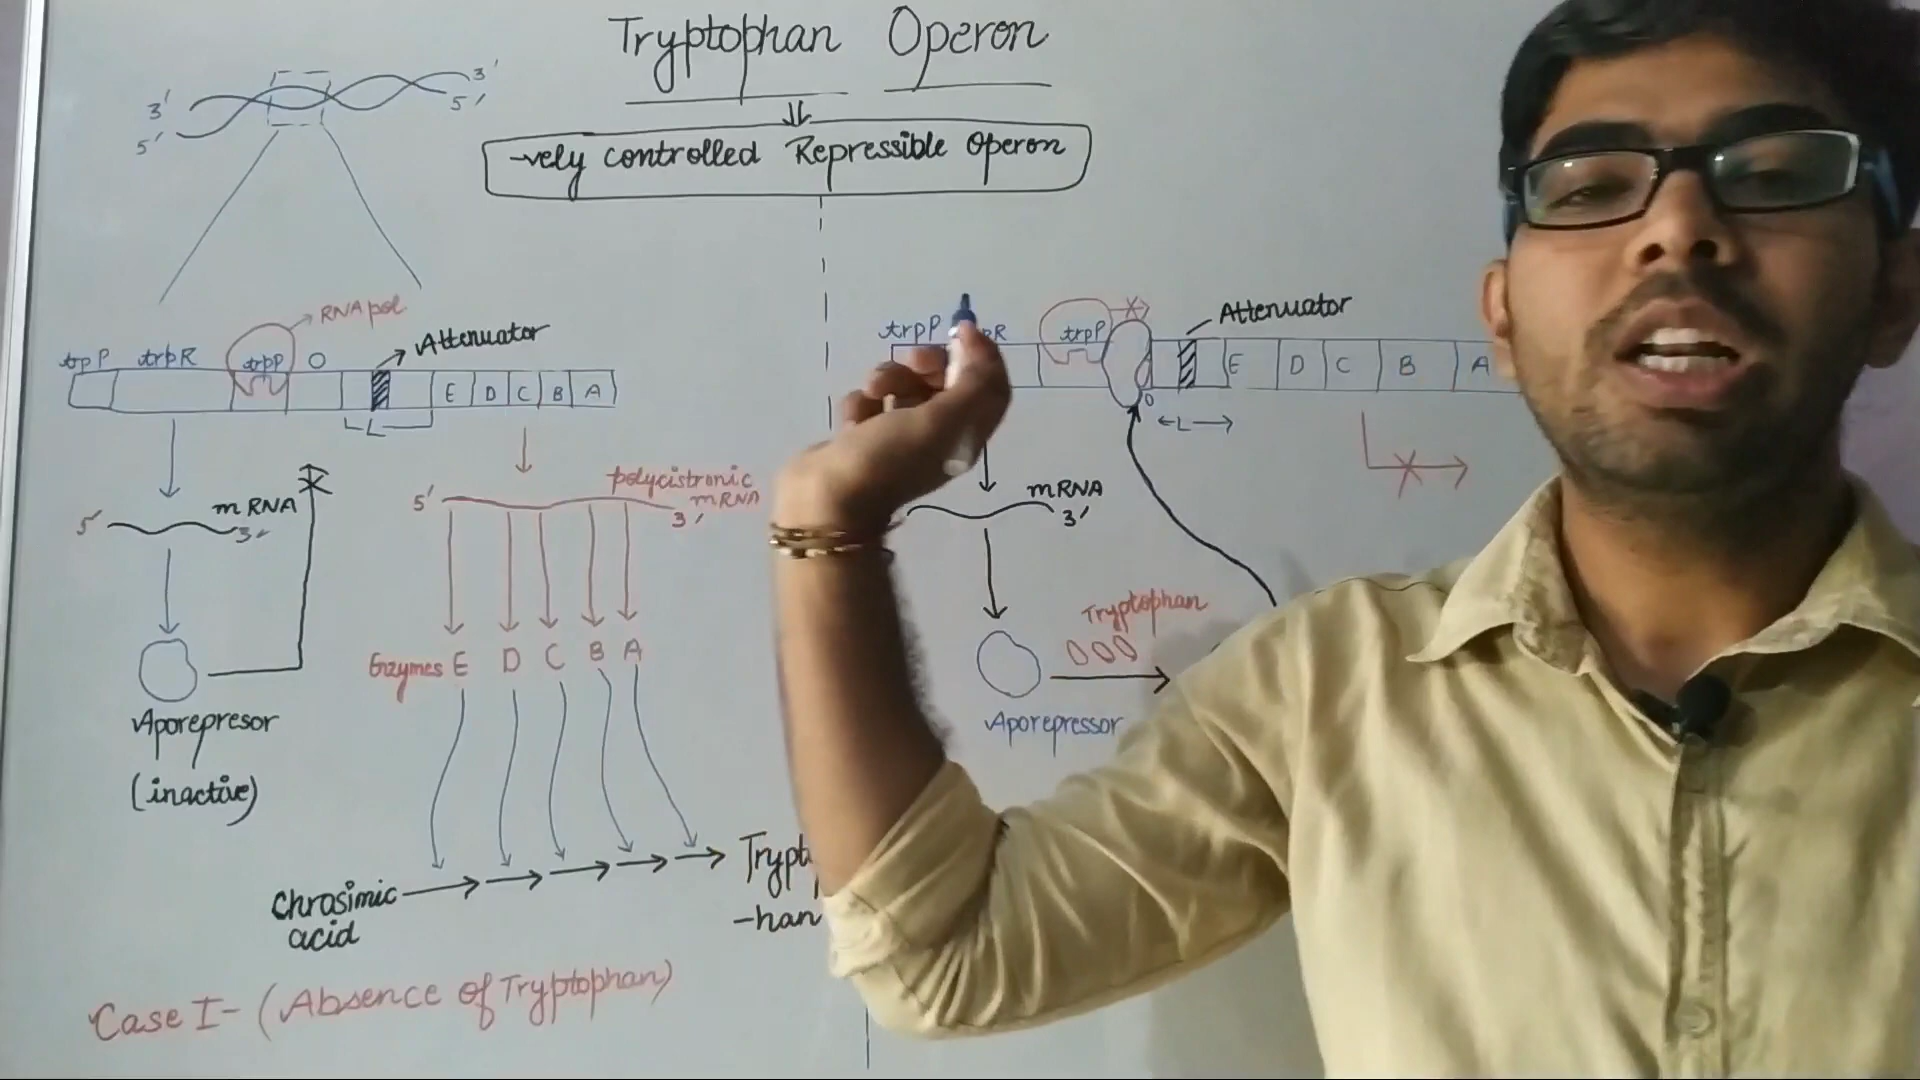 Tryptophan Operon
-vely controlled Repressible Operon
3'
5'
3'
5'
RNA pol
Attenuator
trpP trpR trpP O
E D C B A
L
5' mRNA 3'
Aporepresor
(inactive)
polycistronic
mRNA
5' 3'
Enzymes E D C B A
Chrosimic
acid
-han
Case I- (Absence of Tryptophan)
trpP trpP
Attenuator
E D C B A
O
L
mRNA
3'
Tryptophan
Aporepressor